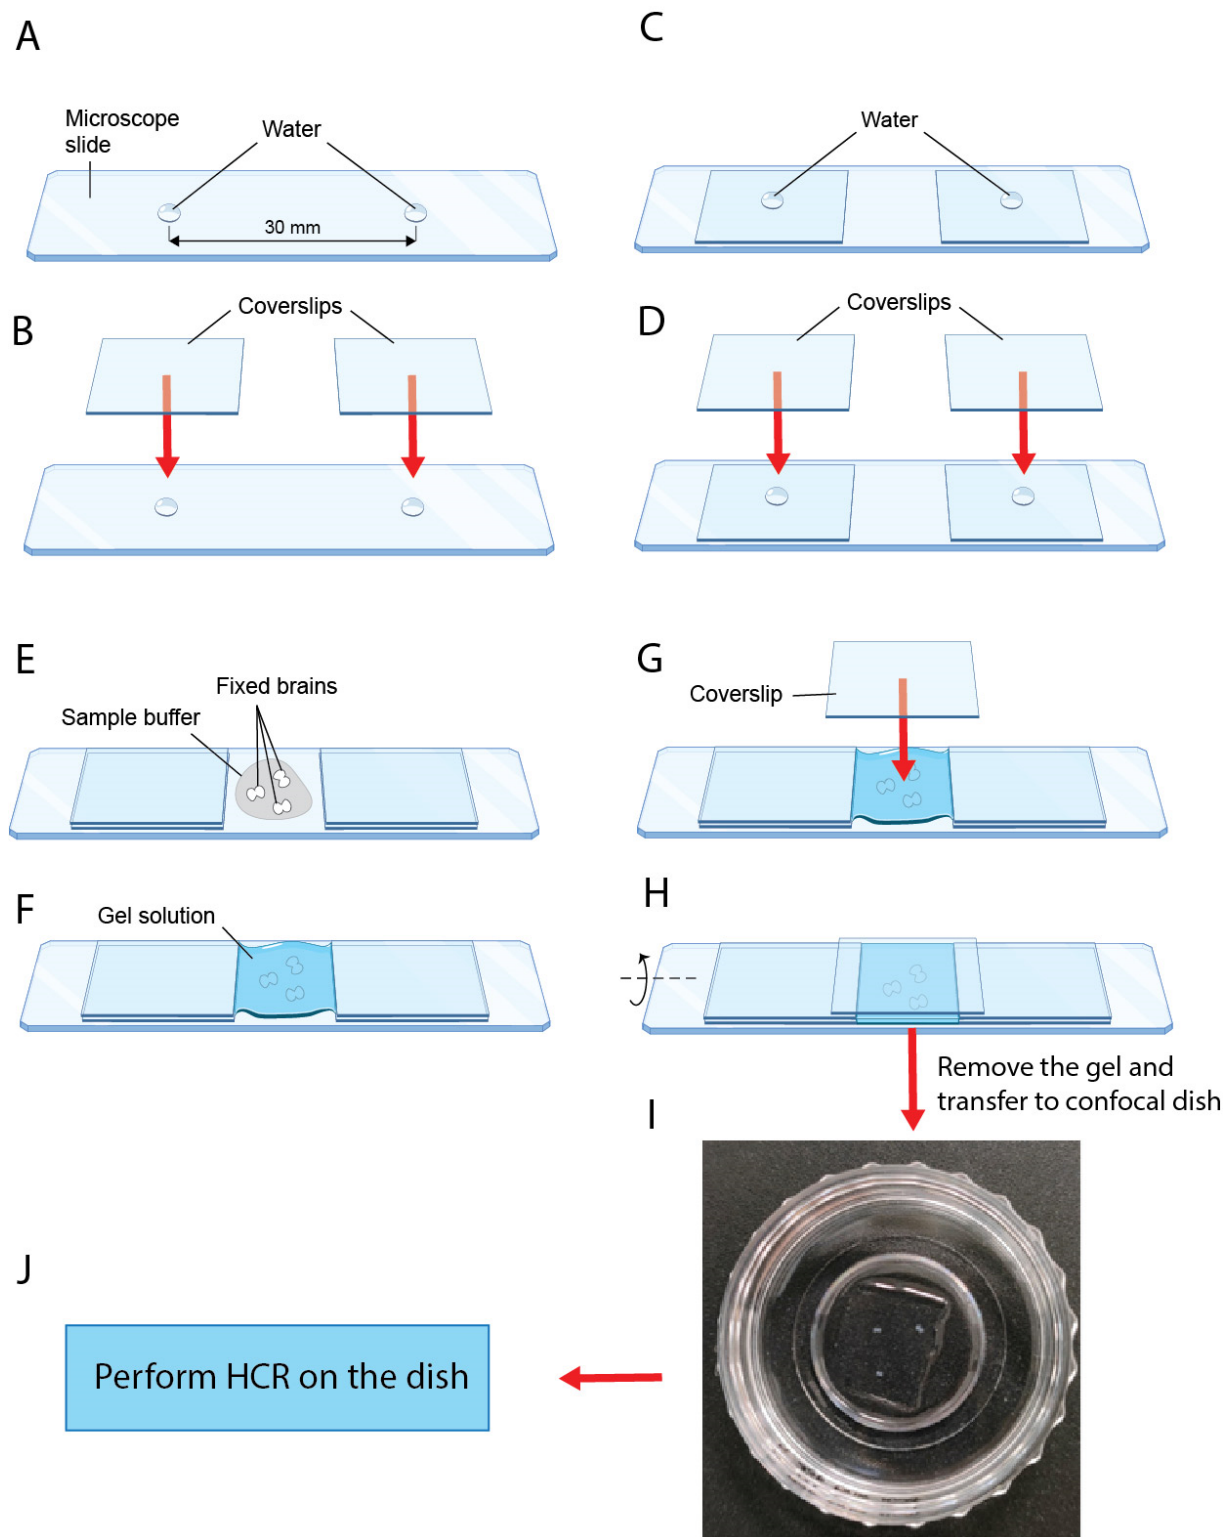 A
Microscope
slide
Water
30 mm
B
Coverslips
C
Water
D
Coverslips
E
Fixed brains
Sample buffer
F
Gel solution
G
Coverslip
H
Remove the gel and
transfer to confocal dish
I
J
Perform HCR on the dish